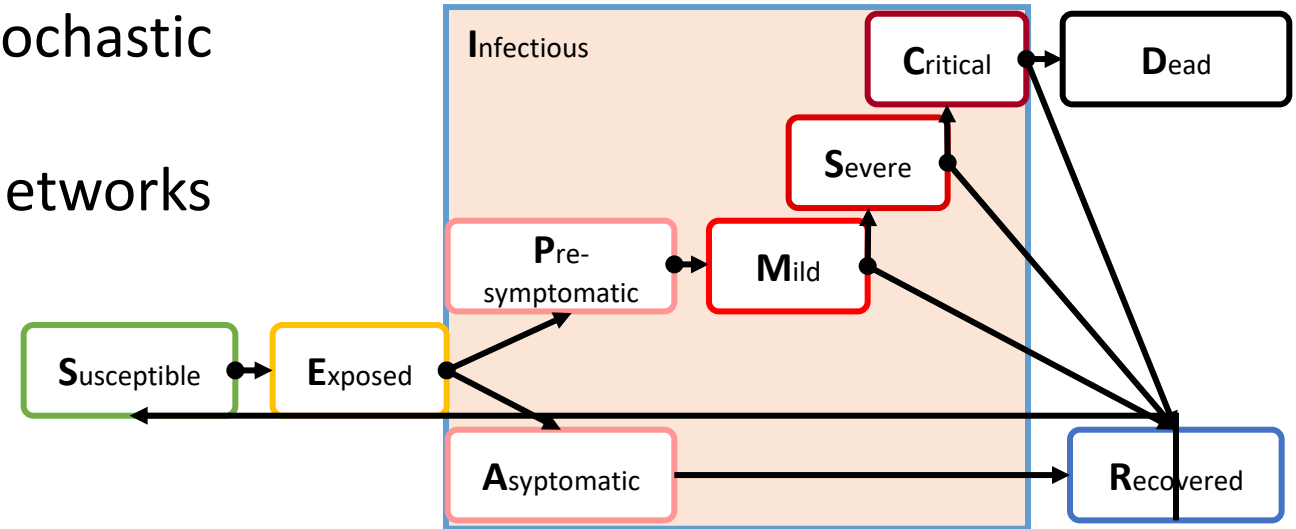 ochastic
etworks
Infectious
Critical
Dead
Severe
Pre-
symptomatic
Mild
Susceptible
Exposed
Asyptomatic
Recovered